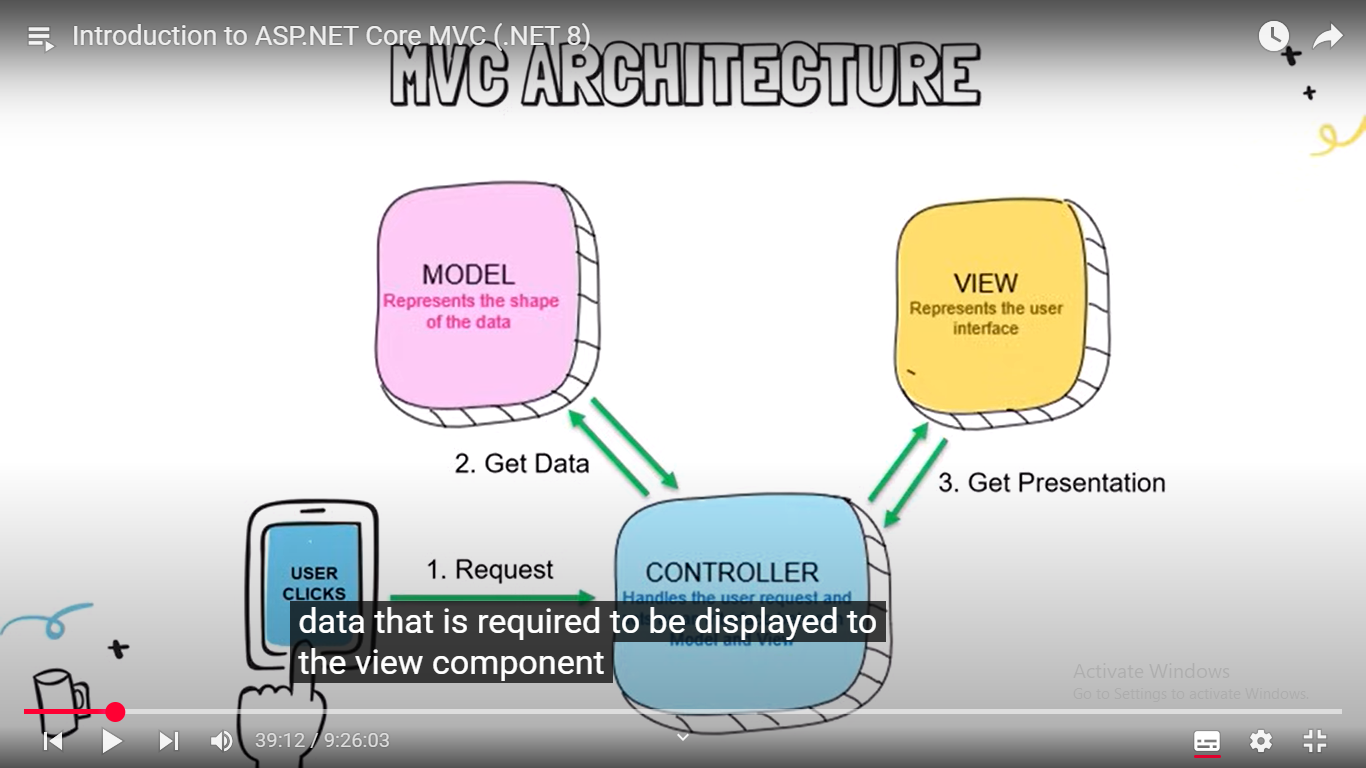 Introduction to ASP.NET Core MVC (.NET 8)
MVC ARCHITECTURE
MODEL
Represents the shape
of the data
VIEW
Represents the user
interface
2. Get Data
3. Get Presentation
1. Request
USER
CLICKS
CONTROLLER
Handles the user request and
Model and View
data that is required to be displayed to
the view component
Activate Windows
Go to Settings to activate Windows.
39:12 / 9:26:03